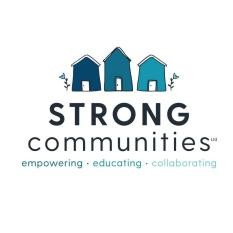 STRONG
communities
empowering · educating · collaborating